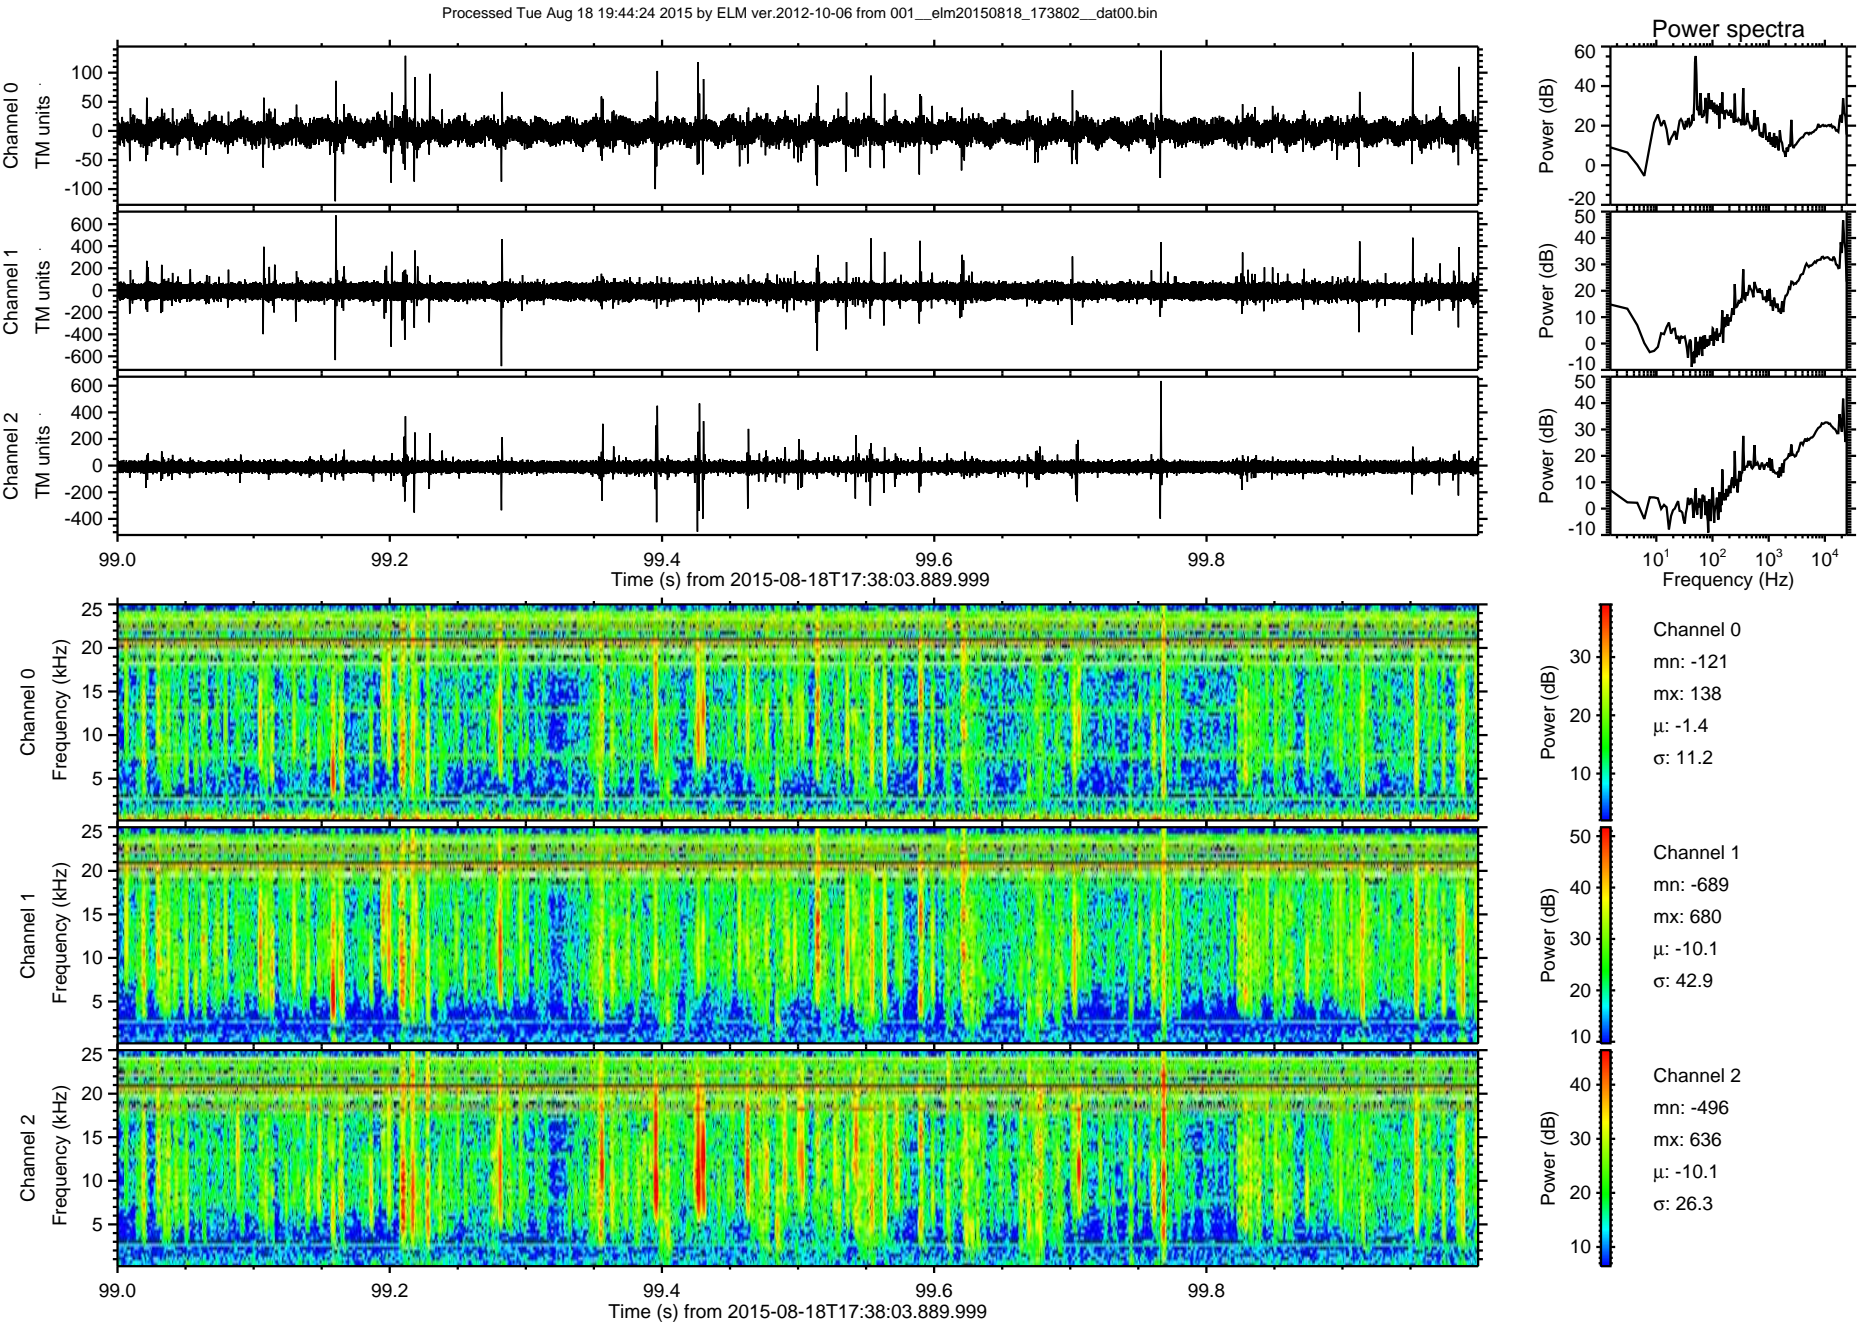 Processed Tue Aug 18 19:44:24 2015 by ELM ver.2012-10-06 from 001__elm20150818_173802__dat00.bin
Power spectra
Channel 0
TM units
100
50
0
-50
-100
Power (dB)
60
40
20
0
-20
Channel 1
TM units
600
400
200
0
-200
-400
-600
Power (dB)
50
40
30
20
10
0
-10
Channel 2
TM units
600
400
200
0
-200
-400
Power (dB)
50
40
30
20
10
0
-10
99.0 99.2 99.4 99.6 99.8
Time (s) from 2015-08-18T17:38:03.889.999
10^1 10^2 10^3 10^4
Frequency (Hz)
Channel 0
Frequency (kHz)
25
20
15
10
5
Power (dB)
30
20
10
Channel 0
mn: -121
mx: 138
μ: -1.4
σ: 11.2
Channel 1
Frequency (kHz)
25
20
15
10
5
Power (dB)
50
40
30
20
10
Channel 1
mn: -689
mx: 680
μ: -10.1
σ: 42.9
Channel 2
Frequency (kHz)
25
20
15
10
5
Power (dB)
40
30
20
10
Channel 2
mn: -496
mx: 636
μ: -10.1
σ: 26.3
99.0 99.2 99.4 99.6 99.8
Time (s) from 2015-08-18T17:38:03.889.999